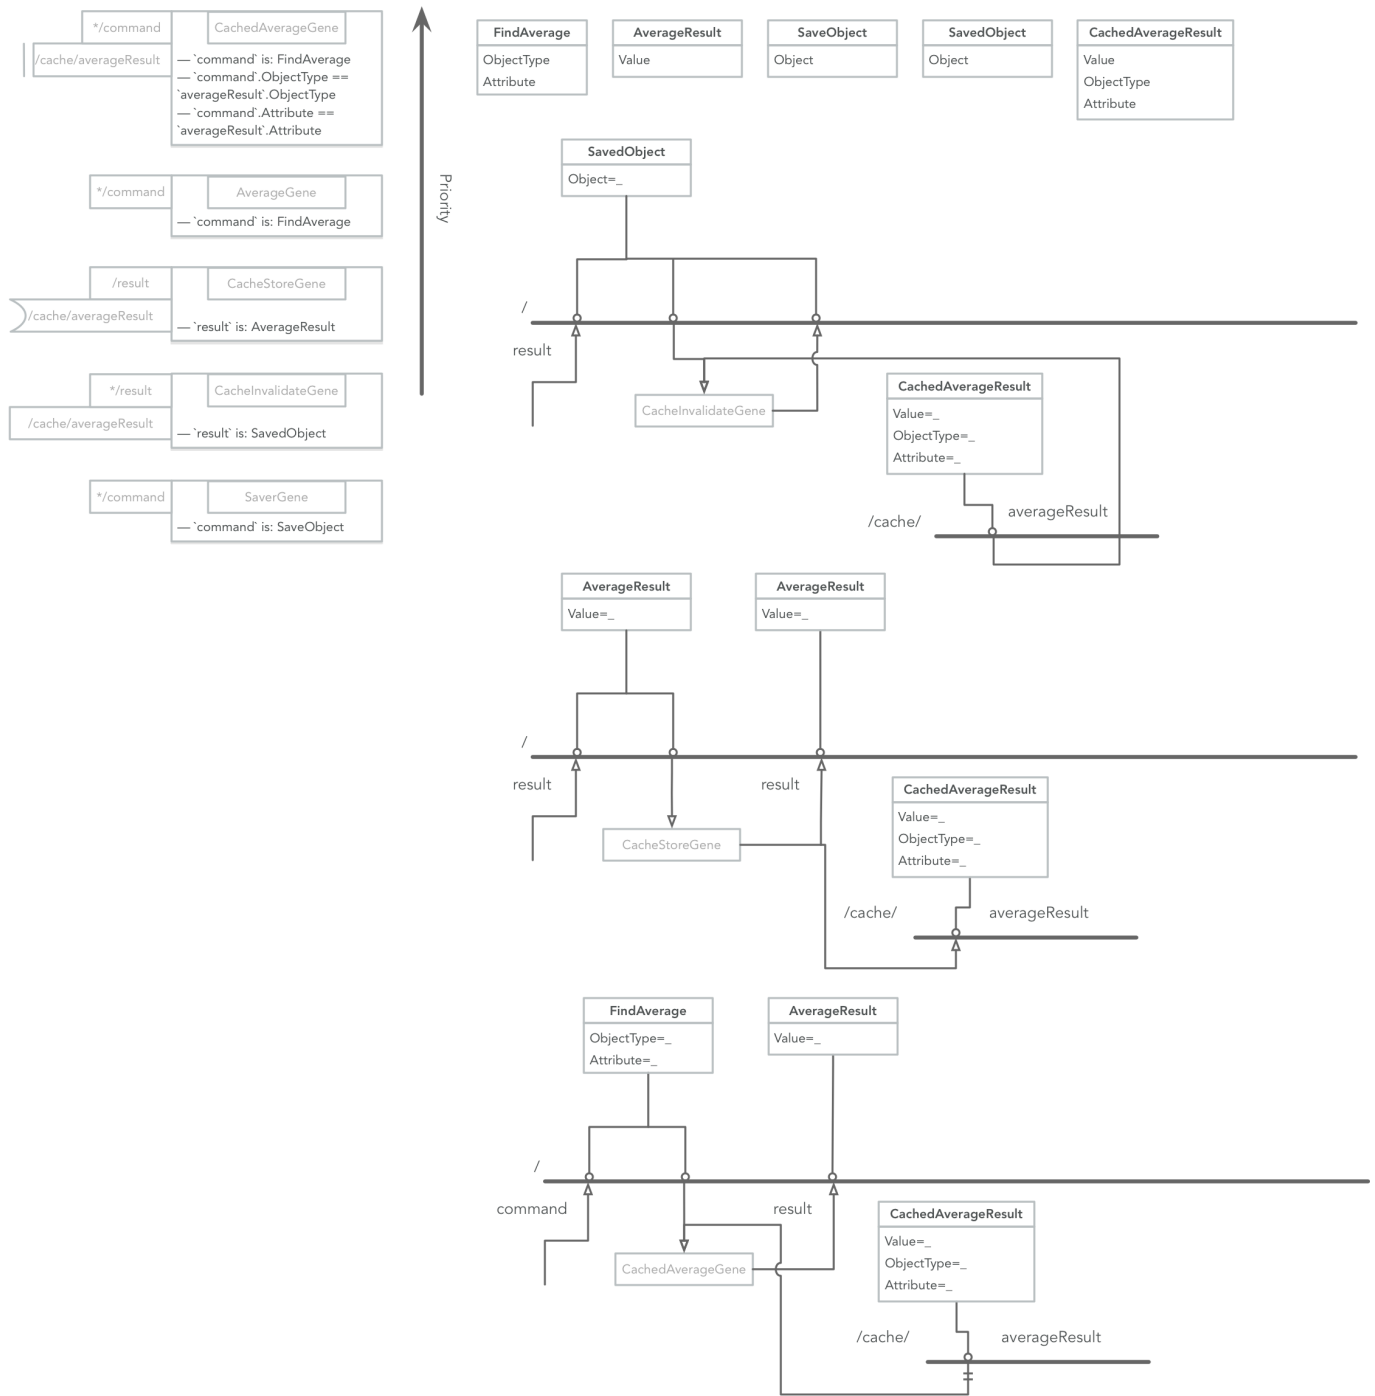 */command
CachedAverageGene
/cache/averageResult
— `command` is: FindAverage
— `command`.ObjectType ==
`averageResult`.ObjectType
— `command`.Attribute ==
`averageResult`.Attribute
*/command
AverageGene
— `command` is: FindAverage
/result
CacheStoreGene
/cache/averageResult
— `result` is: AverageResult
*/result
CacheInvalidateGene
/cache/averageResult
— `result` is: SavedObject
*/command
SaverGene
— `command` is: SaveObject
Priority
FindAverage
ObjectType
Attribute
AverageResult
Value
SaveObject
Object
SavedObject
Object
CachedAverageResult
Value
ObjectType
Attribute
SavedObject
Object=_
/
result
CacheInvalidateGene
CachedAverageResult
Value=_
ObjectType=_
Attribute=_
/cache/
averageResult
AverageResult
Value=_
AverageResult
Value=_
/
result
result
CacheStoreGene
CachedAverageResult
Value=_
ObjectType=_
Attribute=_
/cache/
averageResult
FindAverage
ObjectType=_
Attribute=_
AverageResult
Value=_
/
command
result
CachedAverageGene
CachedAverageResult
Value=_
ObjectType=_
Attribute=_
/cache/
averageResult